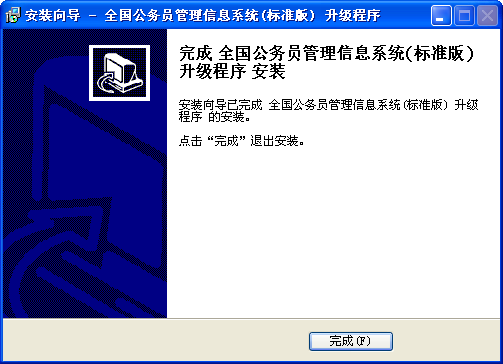 安装向导 - 全国公务员管理信息系统(标准版) 升级程序
完成 全国公务员管理信息系统(标准版)
升级程序 安装
安装向导已完成 全国公务员管理信息系统(标准版) 升级
程序 的安装。
点击“完成”退出安装。
完成(F)